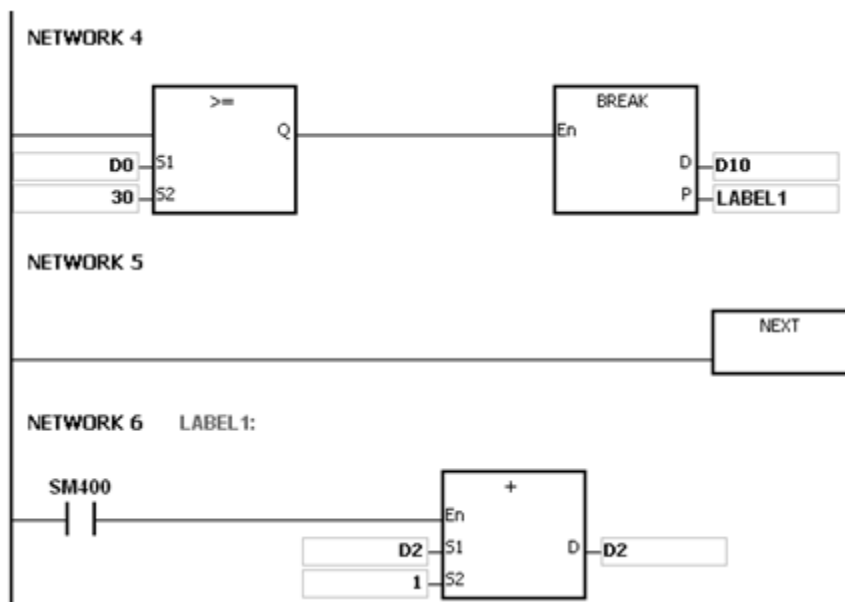 NETWORK 4
>=
BREAK
Q
En
D0 S1
D D10
30 S2
P LABEL1
NETWORK 5
NEXT
NETWORK 6 LABEL1:
SM400
+
En
D2 S1
D D2
1 S2